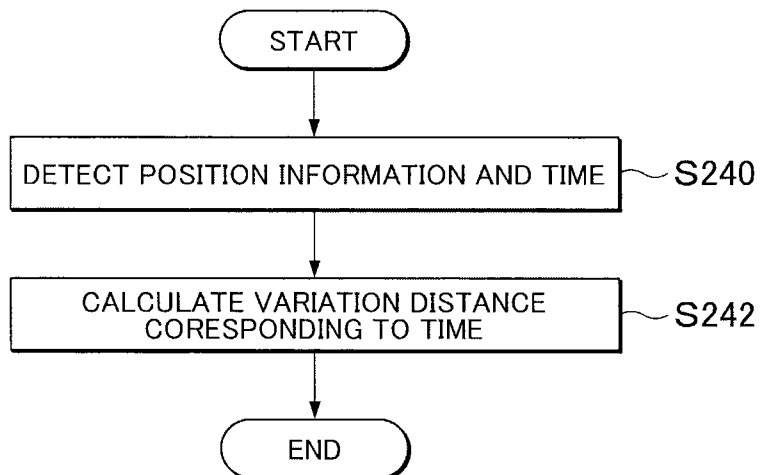 START
DETECT POSITION INFORMATION AND TIME
S240
CALCULATE VARIATION DISTANCE
CORESPONDING TO TIME
S242
END